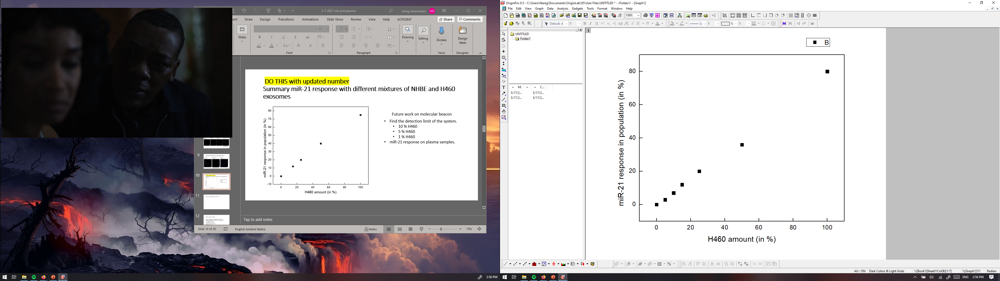 5-7-2021 mb and plasma
nareg ohannesian
NO
Draw
Design
Transitions
Animations
Slide Show
Review
View
Help
ACROBAT
Share
Comments
Slides
28
B
I
U
S
ab
AV
Aa
A
Font
Paragraph
Drawing
Editing
Dictate
Voice
Design
Ideas
Designer
9
10
11
12
DO THIS with updated number
Summary miR-21 response with different mixtures of NHBE and H460
exosomes
miR-21 response in population (in %)
80
70
60
50
40
30
20
10
0
-10
0
20
40
60
80
100
H460 amount (in %)
Future work on molecular beacon
• Find the detection limit of the system.
• 10 % H460
• 5 % H460
• 1 % H460
• miR-21 response on plasma samples.
Tap to add notes
Slide 10 of 20
English (United States)
Notes
70%
2:56 PM
OriginPro 8.5 - C:\Users\Nareg\Documents\OriginLab\85\User Files\UNTITLED * - /Folder1/ - [Graph1]
File Edit View Graph Data Analysis Gadgets Tools Format Window Help
100%
Default: A
0
B I U
UNTITLED
Folder1
M.
C...
5/17/2...
5/17/2...
5/17/2...
5/17/2...
1
B
miR-21 response in population (in %)
80
60
40
20
0
0
20
40
60
80
100
H460 amount (in %)
AU : ON
Dark Colors & Light Grids
1:[Book1]Sheet1!Col(B)[1:7]
1:[Graph1]1!1
Radian
ENG
2:56 PM